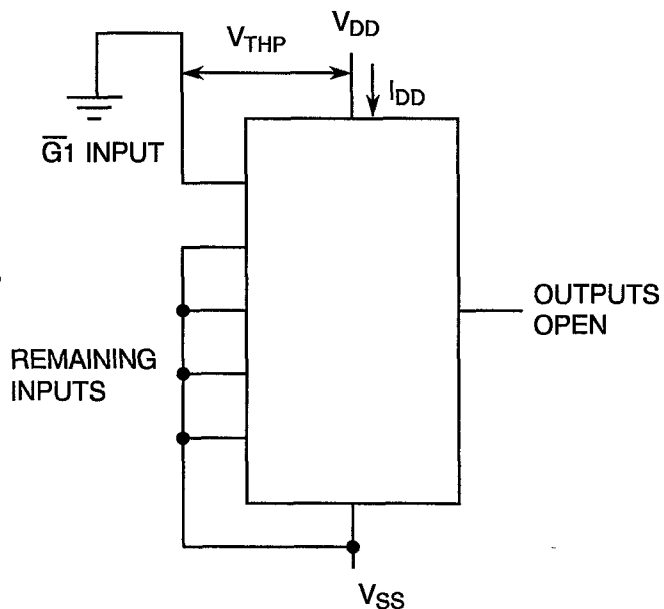 V_THP
V_DD
I_DD
G̅1 INPUT
OUTPUTS
OPEN
REMAINING
INPUTS
V_SS